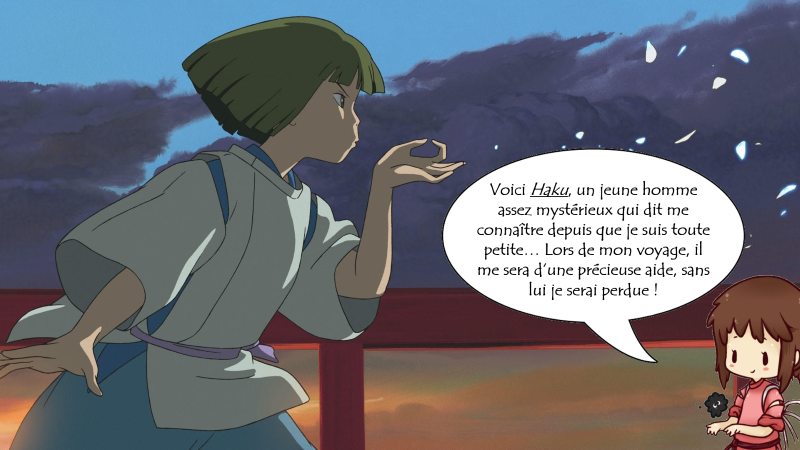 Voici Haku, un jeune homme
assez mystérieux qui dit me
connaître depuis que je suis toute
petite... Lors de mon voyage, il
me sera d'une précieuse aide, sans
lui je serai perdue !